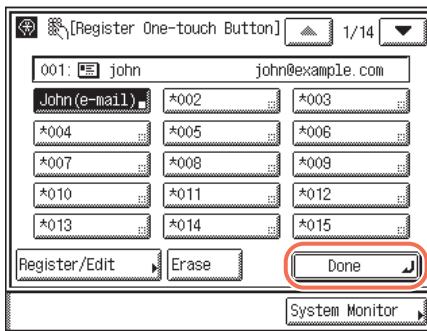 [Register One-touch Button] 1/14
001: john john@example.com
John(e-mail) *002 *003
*004 *005 *006
*007 *008 *009
*010 *011 *012
*013 *014 *015
Register/Edit Erase Done
System Monitor